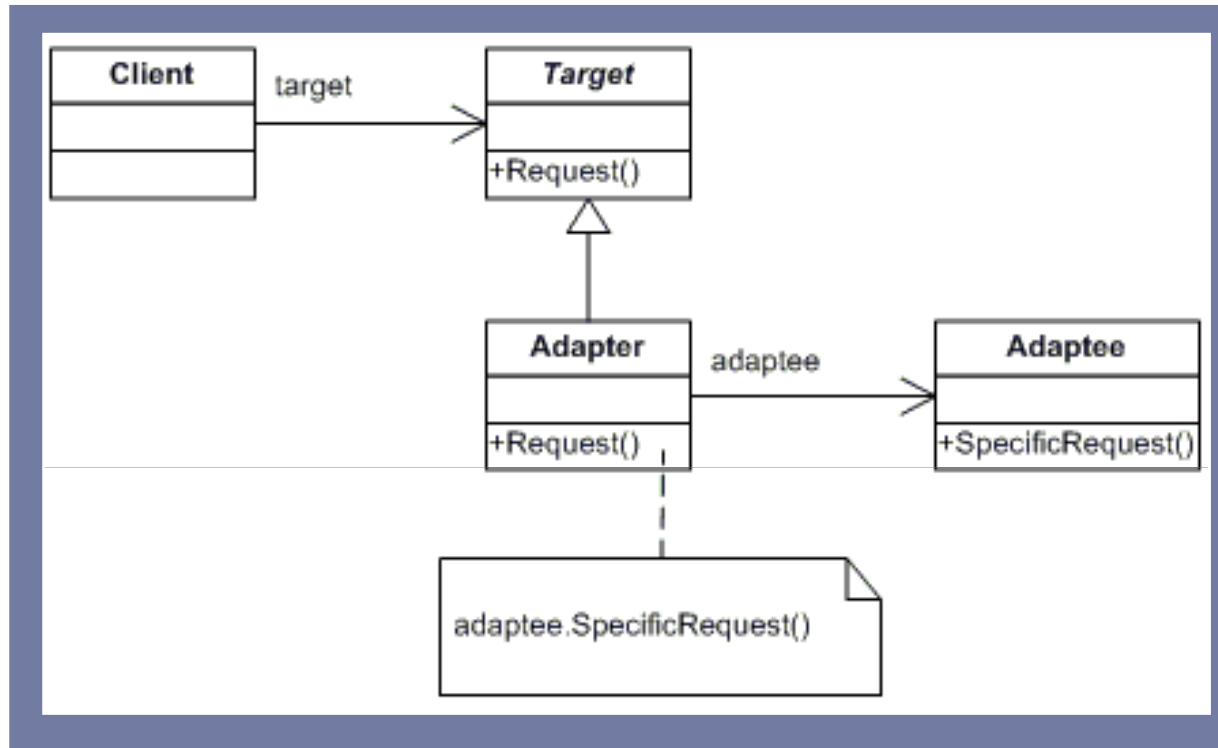 Client
target
Target
+Request()
Adapter
adaptee
Adaptee
+Request()
+SpecificRequest()
adaptee.SpecificRequest()